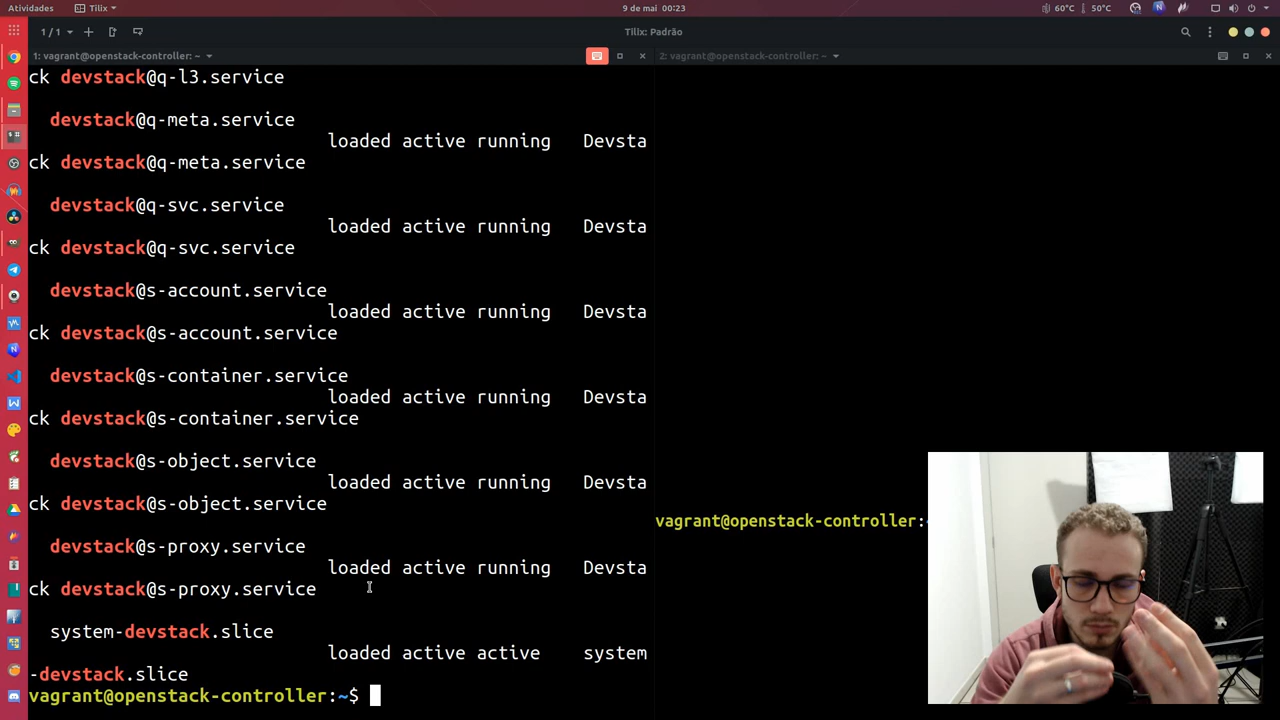 Atividades
Tilix
9 de mai 00:23
60°C
50°C
1 / 1
Tilix: Padrão
1: vagrant@openstack-controller: ~
2: vagrant@openstack-controller: ~
ck devstack@q-l3.service
devstack@q-meta.service
loaded active running Devsta
ck devstack@q-meta.service
devstack@q-svc.service
loaded active running Devsta
ck devstack@q-svc.service
devstack@s-account.service
loaded active running Devsta
ck devstack@s-account.service
devstack@s-container.service
loaded active running Devsta
ck devstack@s-container.service
devstack@s-object.service
loaded active running Devsta
ck devstack@s-object.service
devstack@s-proxy.service
loaded active running Devsta
ck devstack@s-proxy.service
system-devstack.slice
loaded active active system
-devstack.slice
vagrant@openstack-controller:~$
vagrant@openstack-controller: